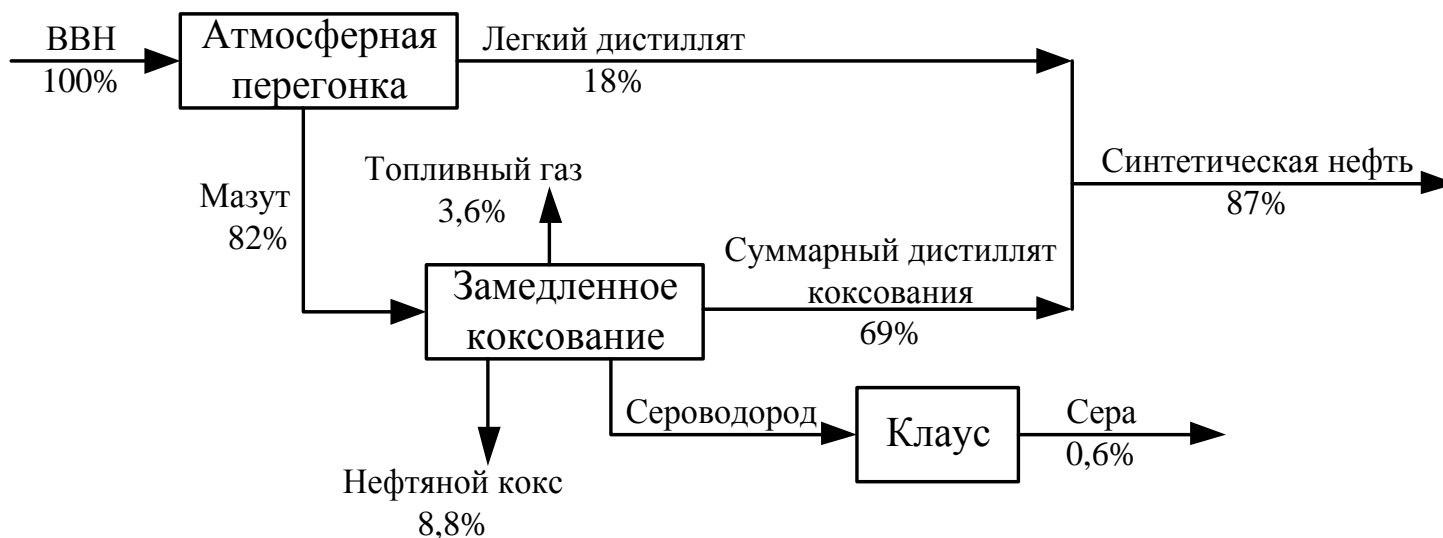 ВВН
100%
Атмосферная
перегонка
Легкий дистиллят
18%
Мазут
82%
Топливный газ
3,6%
Синтетическая нефть
87%
Замедленное
коксование
Суммарный дистиллят
коксования
69%
Нефтяной кокс
8,8%
Сероводород
Клаус
Сера
0,6%